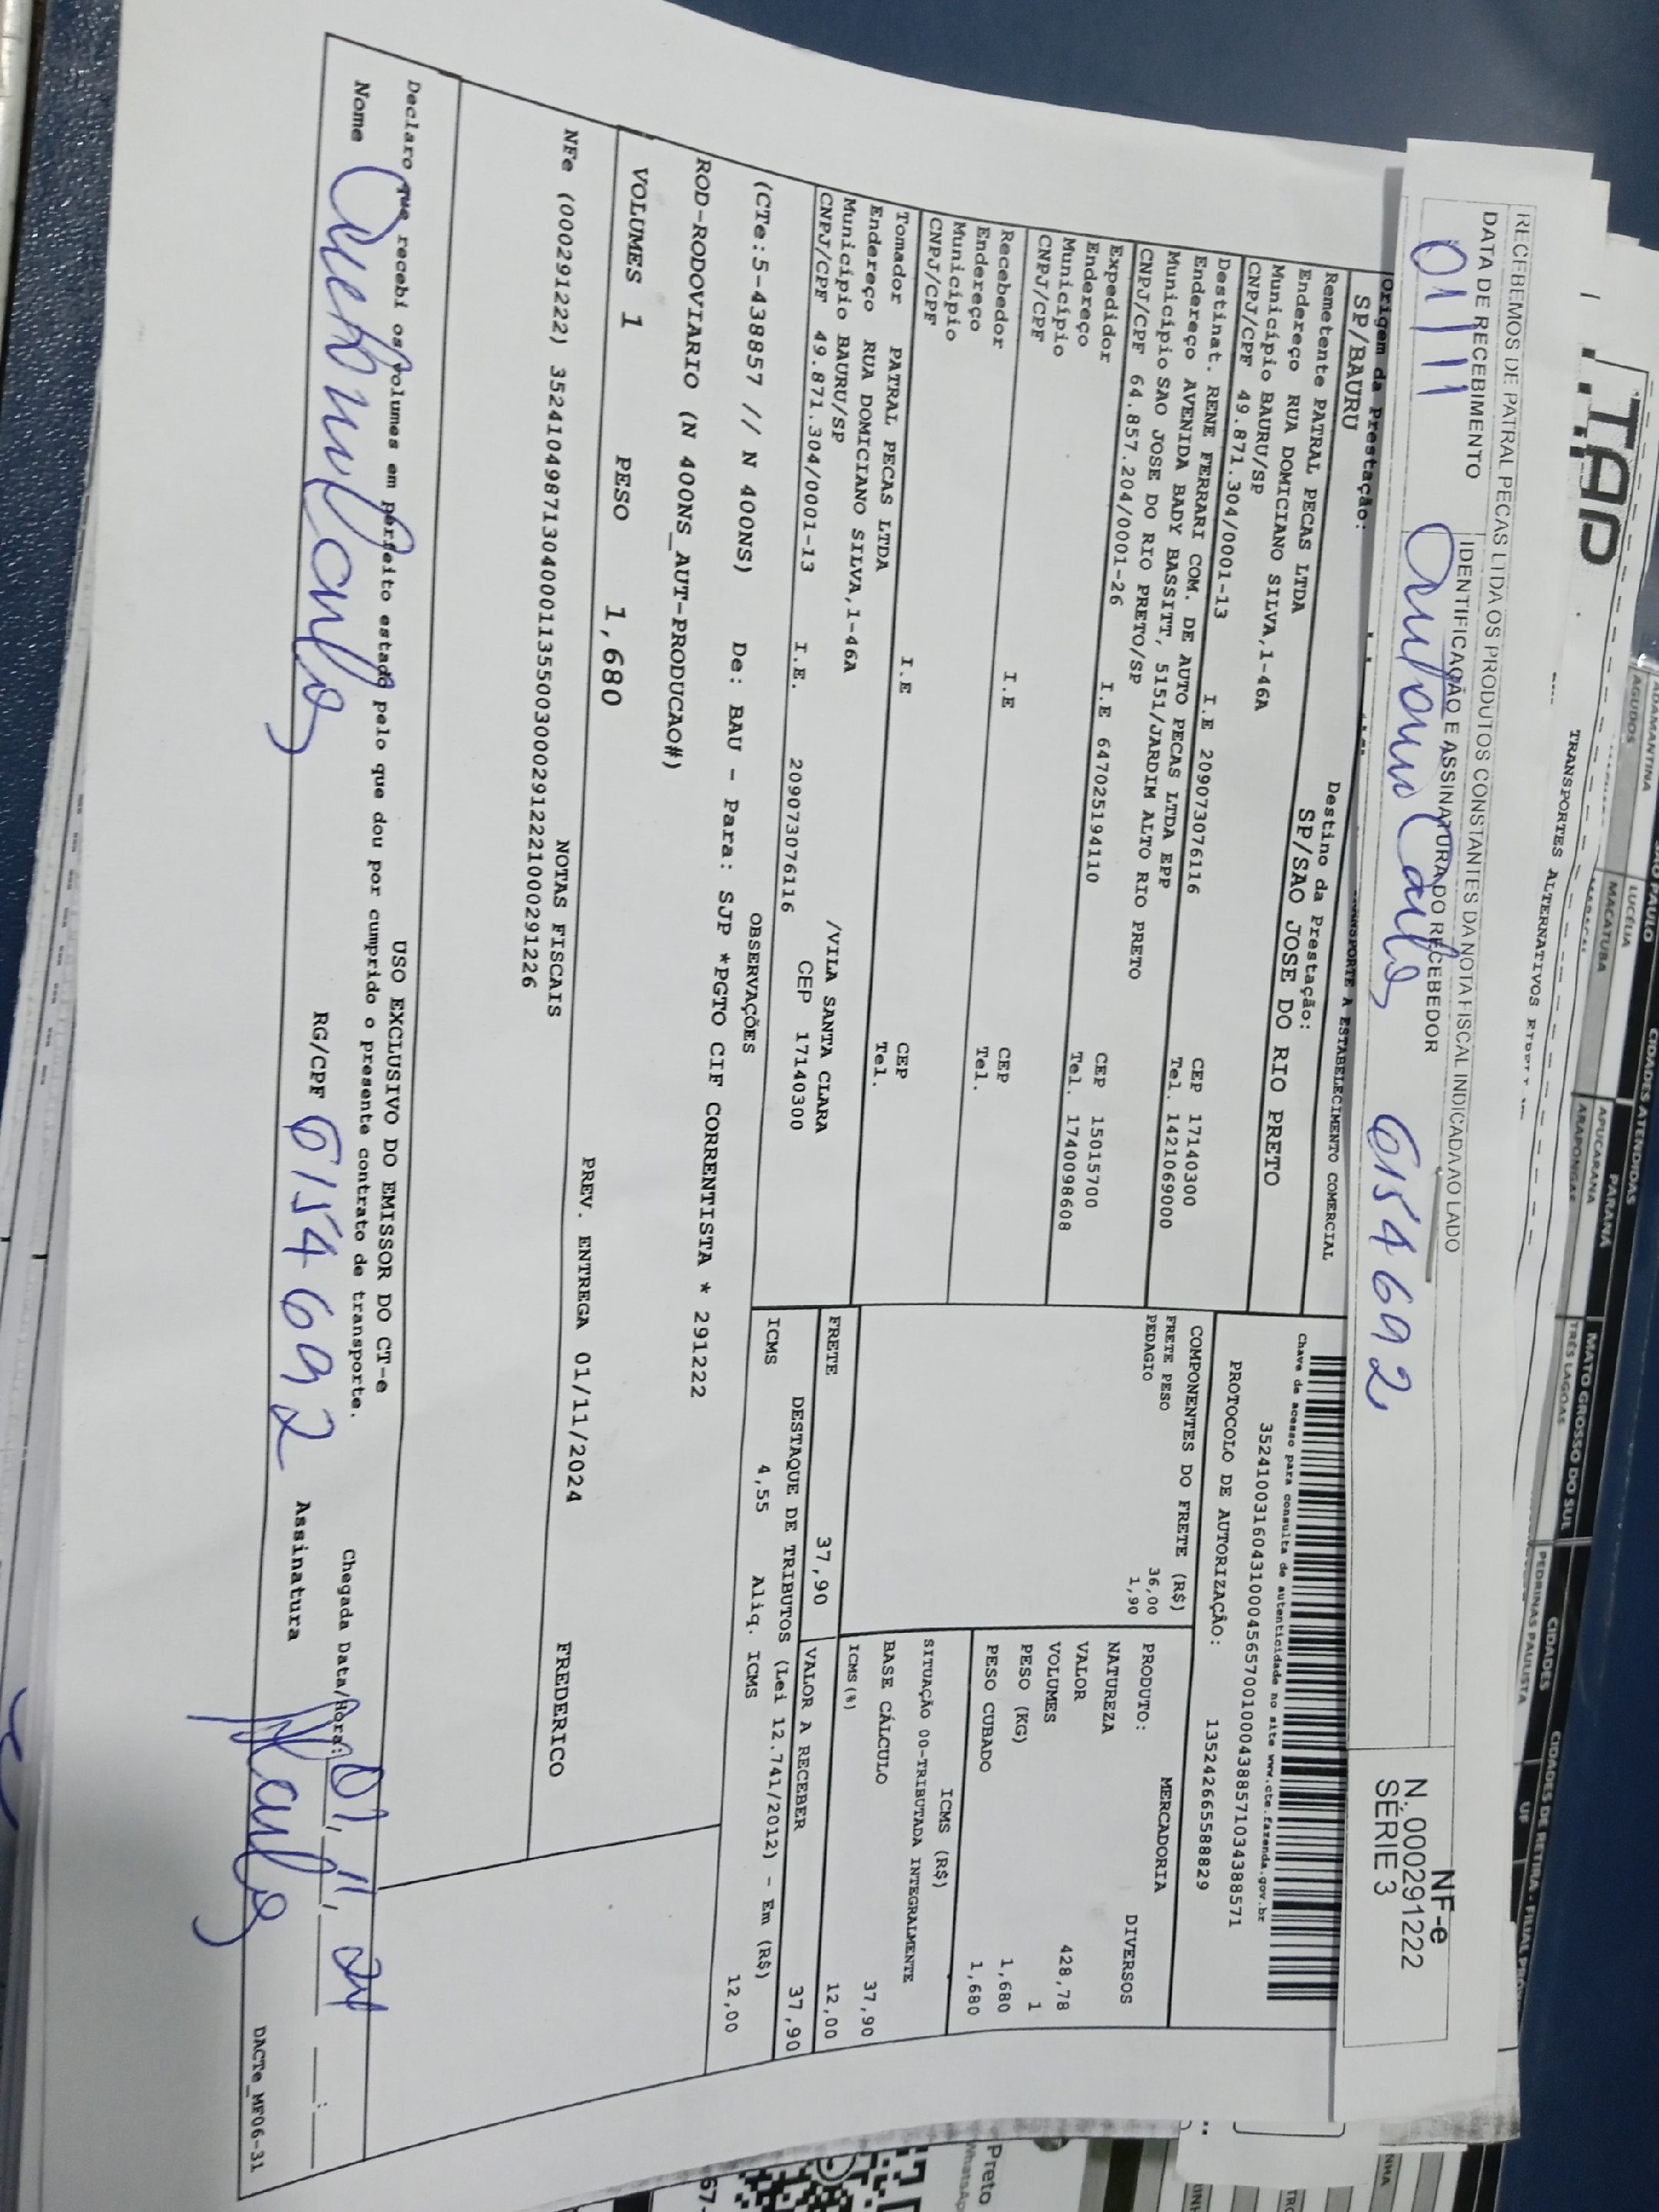 TAP
TRANSPORTES ALTERNATIVOS
RECEBEMOS DE PATRAL PECAS LTDA OS PRODUTOS CONSTANTES DA NOTA FISCAL INDICADA AO LADO
DATA DE RECEBIMENTO
IDENTIFICAÇÃO E ASSINATURA DO RECEBEDOR
01/11
Antonio Carlos 6154692
NF-e
N. 000291222
SÉRIE 3
Origem da Prestação:
SP/BAURU
Destino da Prestação:
SP/SAO JOSE DO RIO PRETO
Remetente PATRAL PECAS LTDA
Endereço RUA DOMICIANO SILVA,1-46A
Município BAURU/SP CEP 17140300
CNPJ/CPF 49.871.304/0001-13 I.E 209073076116 Tel. 1421069000
Destinat. RENE FERRARI COM. DE AUTO PECAS LTDA EPP
Endereço AVENIDA BADY BASSITT, 5151/JARDIM ALTO RIO PRETO
Município SAO JOSE DO RIO PRETO/SP CEP 15015700
CNPJ/CPF 64.857.204/0001-26 I.E 647025194110 Tel. 1740098608
Expedidor
Endereço
Município CEP
CNPJ/CPF I.E Tel.
Recebedor
Endereço
Município CEP
CNPJ/CPF I.E Tel.
Tomador PATRAL PECAS LTDA
Endereço RUA DOMICIANO SILVA,1-46A /VILA SANTA CLARA
Município BAURU/SP CEP 17140300
CNPJ/CPF 49.871.304/0001-13 I.E. 209073076116
Chave de acesso para consulta de autenticidade no site www.cte.fazenda.gov.br
35241003160431000456570010004388571034388571
PROTOCOLO DE AUTORIZAÇÃO: 135242665588829
COMPONENTES DO FRETE (R$)
FRETE PESO 36,00
PEDAGIO 1,90
MERCADORIA
PRODUTO: DIVERSOS
NATUREZA
VALOR 428,78
VOLUMES 1
PESO (KG) 1,680
PESO CUBADO 1,680
ICMS (R$)
SITUAÇÃO 00-TRIBUTADA INTEGRALMENTE
BASE CÁLCULO 37,90
ICMS(%) 12,00
FRETE 37,90
VALOR A RECEBER 37,90
DESTAQUE DE TRIBUTOS (Lei 12.741/2012) - Em (R$)
ICMS 4,55 Aliq. ICMS 12,00
OBSERVAÇÕES
(CTe:5-438857 // N 400NS) De: BAU - Para: SJP *PGTO CIF CORRENTISTA * 291222
ROD-RODOVIARIO (N 400NS_AUT-PRODUCAO#)
VOLUMES 1 PESO 1,680 PREV. ENTREGA 01/11/2024 FREDERICO
NOTAS FISCAIS
NFe (000291222) 35241049871304000113550030002912221000291226
USO EXCLUSIVO DO EMISSOR DO CT-e
Declaro que recebi os volumes em perfeito estado pelo que dou por cumprido o presente contrato de transporte.
Chegada Data/Hora: 01/11/24
Nome Antonio Carlos RG/CPF 6154692 Assinatura
DACTe_MF06-31